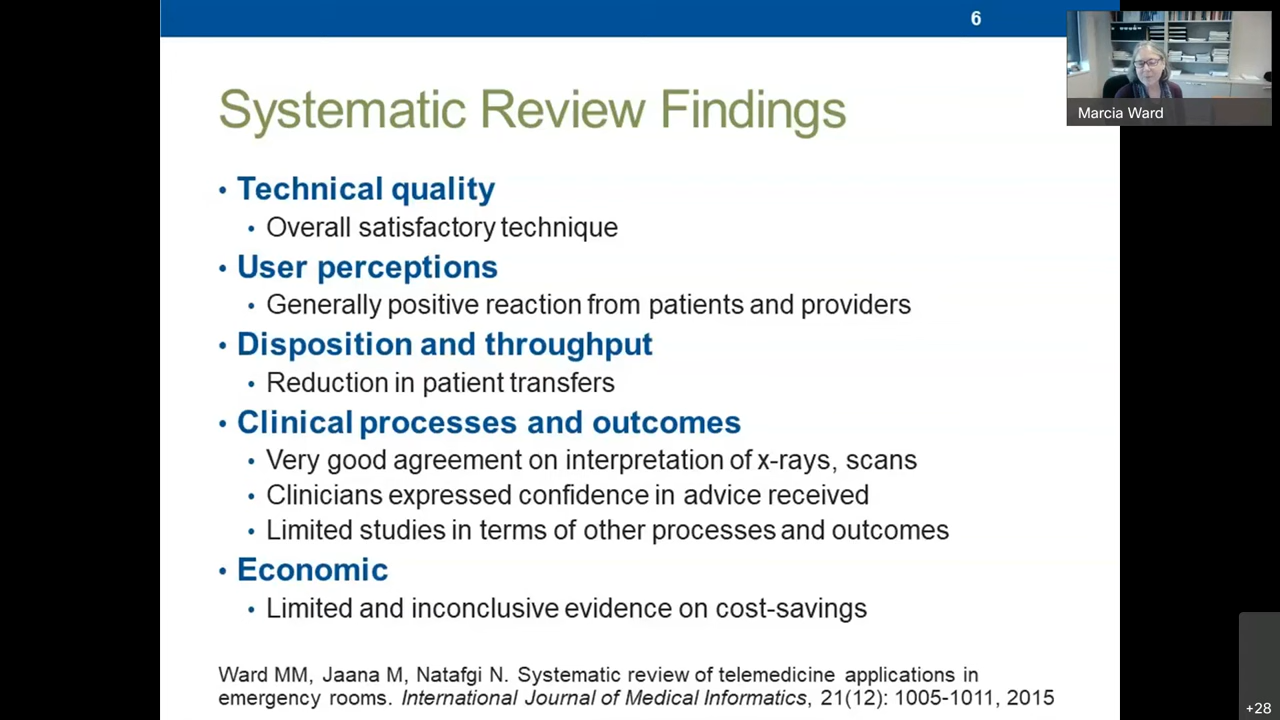 6
Marcia Ward
Systematic Review Findings
• Technical quality
• Overall satisfactory technique
• User perceptions
• Generally positive reaction from patients and providers
• Disposition and throughput
• Reduction in patient transfers
• Clinical processes and outcomes
• Very good agreement on interpretation of x-rays, scans
• Clinicians expressed confidence in advice received
• Limited studies in terms of other processes and outcomes
• Economic
• Limited and inconclusive evidence on cost-savings
Ward MM, Jaana M, Natafgi N. Systematic review of telemedicine applications in
emergency rooms. International Journal of Medical Informatics, 21(12): 1005-1011, 2015
+28